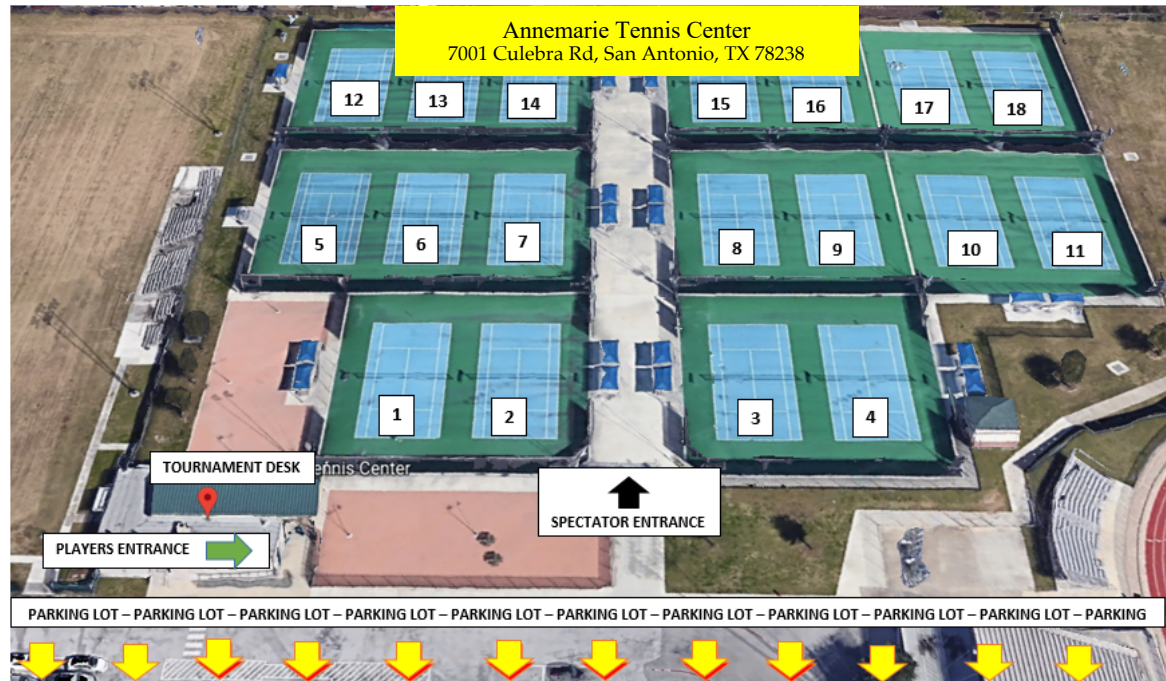 Annemarie Tennis Center
7001 Culebra Rd, San Antonio, TX 78238
12
13
14
15
16
17
18
5
6
7
8
9
10
11
1
2
3
4
TOURNAMENT DESK
ennis Center
SPECTATOR ENTRANCE
PLAYERS ENTRANCE
PARKING LOT – PARKING LOT – PARKING LOT – PARKING LOT – PARKING LOT – PARKING LOT – PARKING LOT – PARKING LOT – PARKING LOT – PARKING LOT – PARKING